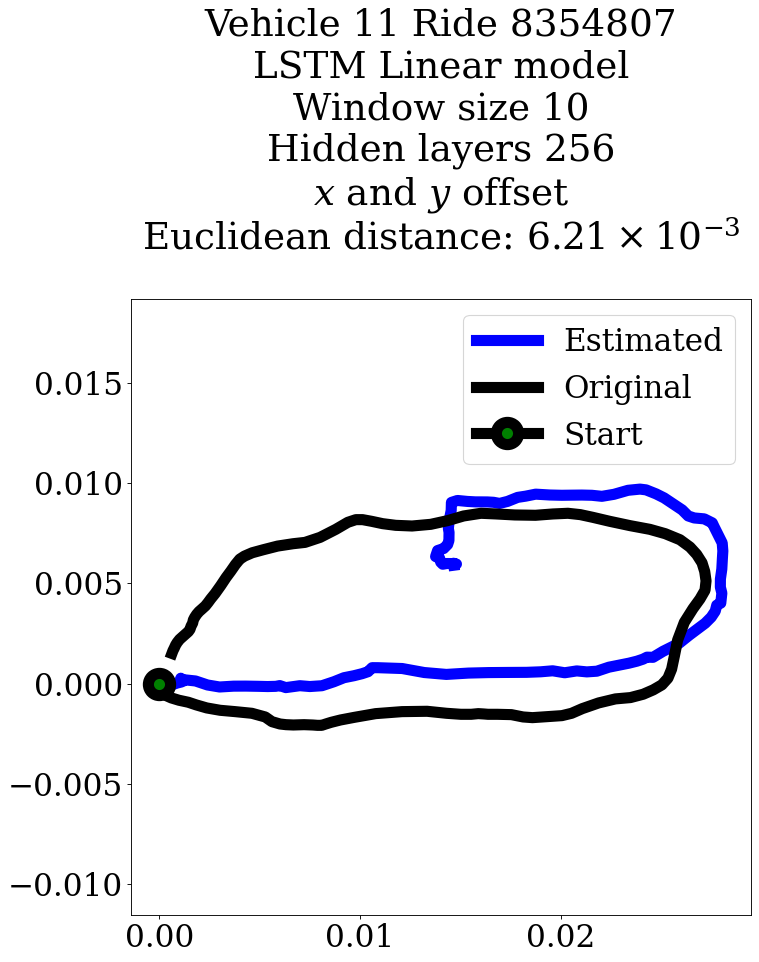 Vehicle 11 Ride 8354807
LSTM Linear model
Window size 10
Hidden layers 256
x and y offset
Euclidean distance: 6.21 × 10⁻³
Estimated
Original
Start
0.015
0.010
0.005
0.000
−0.005
−0.010
0.00 0.01 0.02